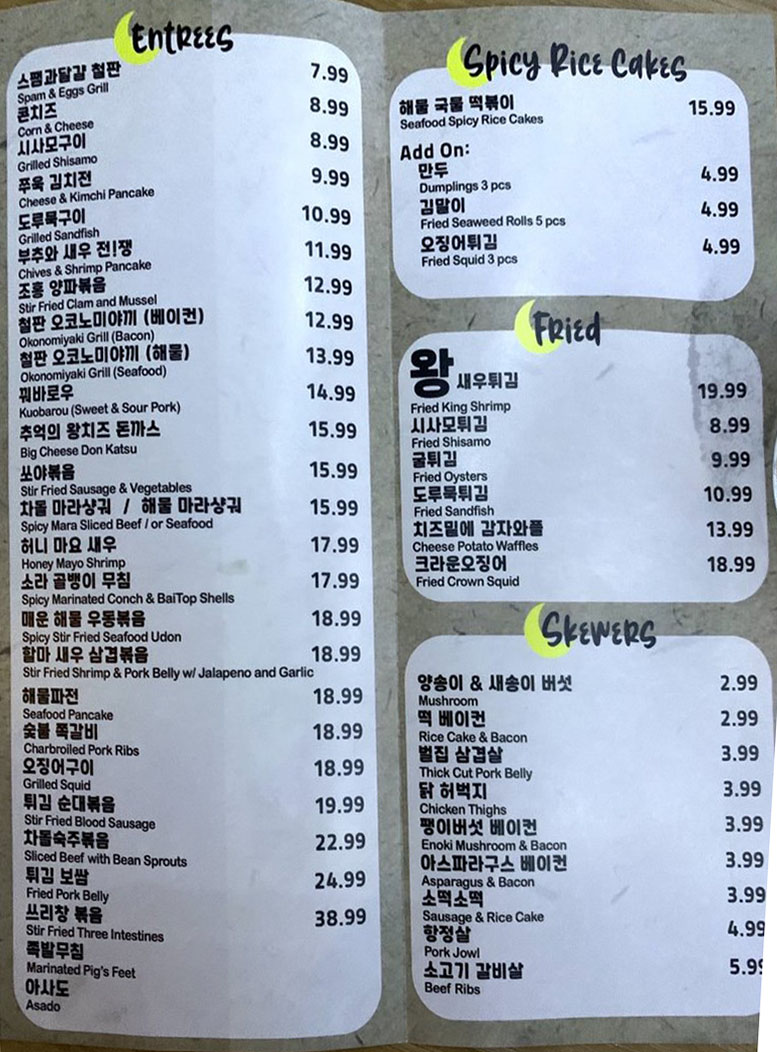 Entrees
스팸과달걀 철판 7.99
Spam & Eggs Grill
콘치즈 8.99
Corn & Cheese
시사모구이 8.99
Grilled Shisamo
쭈욱 김치전 9.99
Cheese & Kimchi Pancake
도루묵구이 10.99
Grilled Sandfish
부추와 새우 전!쟁 11.99
Chives & Shrimp Pancake
조홍 양파볶음 12.99
Stir Fried Clam and Mussel
철판 오코노미야끼 (베이컨) 12.99
Okonomiyaki Grill (Bacon)
철판 오코노미야끼 (해물) 13.99
Okonomiyaki Grill (Seafood)
꿔바로우 14.99
Kuobarou (Sweet & Sour Pork)
추억의 왕치즈 돈까스 15.99
Big Cheese Don Katsu
쏘야볶음 15.99
Stir Fried Sausage & Vegetables
차돌 마라샹궈 / 해물 마라샹궈 15.99
Spicy Mara Sliced Beef / or Seafood
허니 마요 새우 17.99
Honey Mayo Shrimp
소라 골뱅이 무침 17.99
Spicy Marinated Conch & BaiTop Shells
매운 해물 우동볶음 18.99
Spicy Stir Fried Seafood Udon
할마 새우 삼겹볶음 18.99
Stir Fried Shrimp & Pork Belly w/ Jalapeno and Garlic
해물파전 18.99
Seafood Pancake
숯불 쪽갈비 18.99
Charbroiled Pork Ribs
오징어구이 18.99
Grilled Squid
튀김 순대볶음 19.99
Stir Fried Blood Sausage
차돌숙주볶음 22.99
Sliced Beef with Bean Sprouts
튀김 보쌈 24.99
Fried Pork Belly
쓰리창 볶음 38.99
Stir Fried Three Intestines
족발무침
Marinated Pig's Feet
아사도
Asado
Spicy Rice Cakes
해물 국물 떡볶이 15.99
Seafood Spicy Rice Cakes
Add On:
만두 4.99
Dumplings 3 pcs
김말이 4.99
Fried Seaweed Rolls 5 pcs
오징어튀김 4.99
Fried Squid 3 pcs
Fried
왕 새우튀김 19.99
Fried King Shrimp
시사모튀김 8.99
Fried Shisamo
굴튀김 9.99
Fried Oysters
도루묵튀김 10.99
Fried Sandfish
치즈밑에 감자와플 13.99
Cheese Potato Waffles
크라운오징어 18.99
Fried Crown Squid
Skewers
양송이 & 새송이 버섯 2.99
Mushroom
떡 베이컨 2.99
Rice Cake & Bacon
벌집 삼겹살 3.99
Thick Cut Pork Belly
닭 허벅지 3.99
Chicken Thighs
팽이버섯 베이컨 3.99
Enoki Mushroom & Bacon
아스파라구스 베이컨 3.99
Asparagus & Bacon
소떡소떡 3.99
Sausage & Rice Cake
항정살 4.99
Pork Jowl
소고기 갈비살 5.99
Beef Ribs